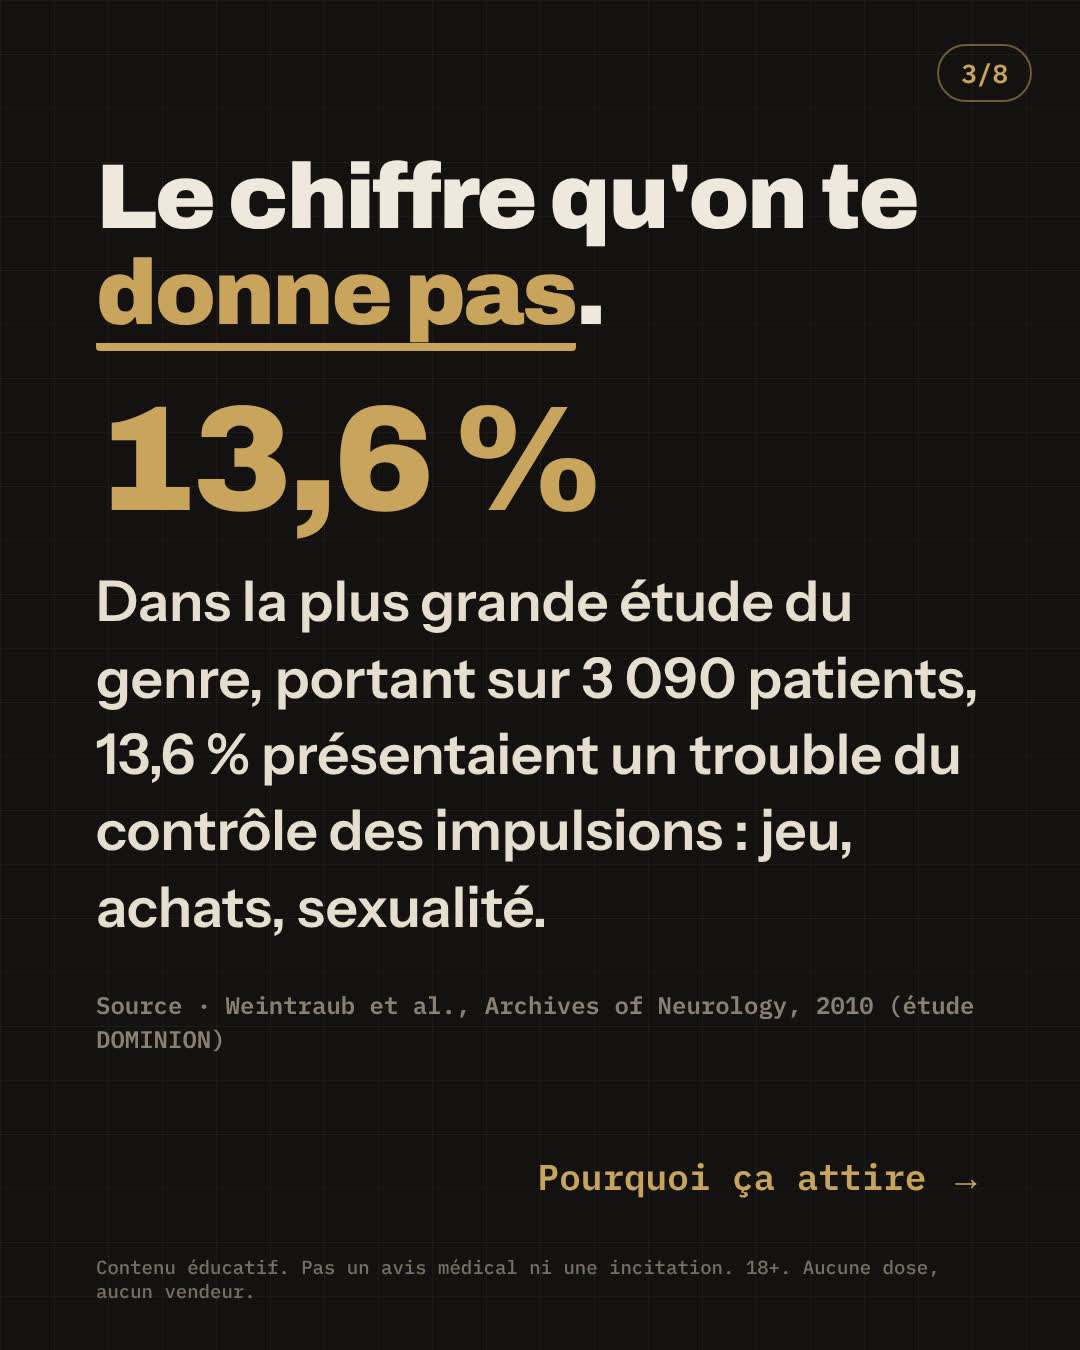 3/8
Le chiffre qu'on te
donne pas.
13,6 %
Dans la plus grande étude du
genre, portant sur 3 090 patients,
13,6 % présentaient un trouble du
contrôle des impulsions : jeu,
achats, sexualité.
Source · Weintraub et al., Archives of Neurology, 2010 (étude
DOMINION)
Pourquoi ça attire →
Contenu éducatif. Pas un avis médical ni une incitation. 18+. Aucune dose,
aucun vendeur.